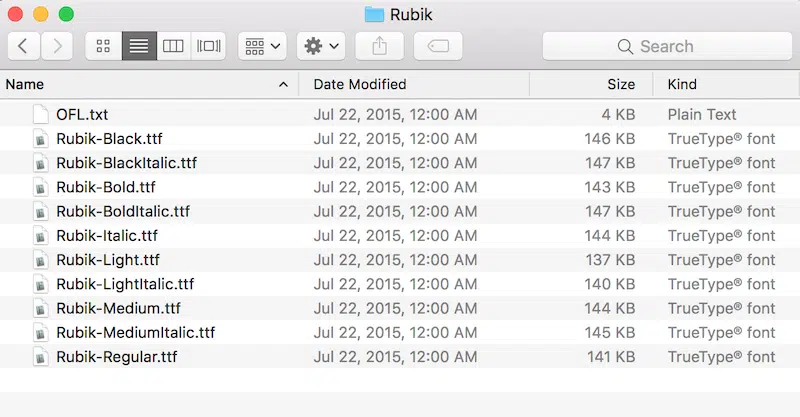 Rubik
Search
Name Date Modified Size Kind
OFL.txt Jul 22, 2015, 12:00 AM 4 KB Plain Text
Rubik-Black.ttf Jul 22, 2015, 12:00 AM 146 KB TrueType® font
Rubik-BlackItalic.ttf Jul 22, 2015, 12:00 AM 147 KB TrueType® font
Rubik-Bold.ttf Jul 22, 2015, 12:00 AM 143 KB TrueType® font
Rubik-BoldItalic.ttf Jul 22, 2015, 12:00 AM 147 KB TrueType® font
Rubik-Italic.ttf Jul 22, 2015, 12:00 AM 144 KB TrueType® font
Rubik-Light.ttf Jul 22, 2015, 12:00 AM 137 KB TrueType® font
Rubik-LightItalic.ttf Jul 22, 2015, 12:00 AM 140 KB TrueType® font
Rubik-Medium.ttf Jul 22, 2015, 12:00 AM 144 KB TrueType® font
Rubik-MediumItalic.ttf Jul 22, 2015, 12:00 AM 145 KB TrueType® font
Rubik-Regular.ttf Jul 22, 2015, 12:00 AM 141 KB TrueType® font